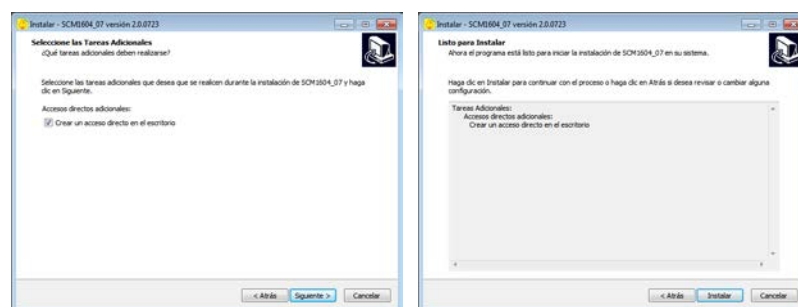 Instalar - SCM1604_07 versión 2.0.0723
Seleccione las Tareas Adicionales
¿Qué tareas adicionales deben realizarse?
Seleccione las tareas adicionales que desea que se realicen durante la instalación de SCM1604_07 y haga
clic en Siguiente.
Accesos directos adicionales:
Crear un acceso directo en el escritorio
< Atrás
Siguiente >
Cancelar
Instalar - SCM1604_07 versión 2.0.0723
Listo para Instalar
Ahora el programa está listo para iniciar la instalación de SCM1604_07 en su sistema.
Haga clic en Instalar para continuar con el proceso o haga clic en Atrás si desea revisar o cambiar alguna
configuración.
Tareas Adicionales:
Accesos directos adicionales:
Crear un acceso directo en el escritorio
< Atrás
Instalar
Cancelar